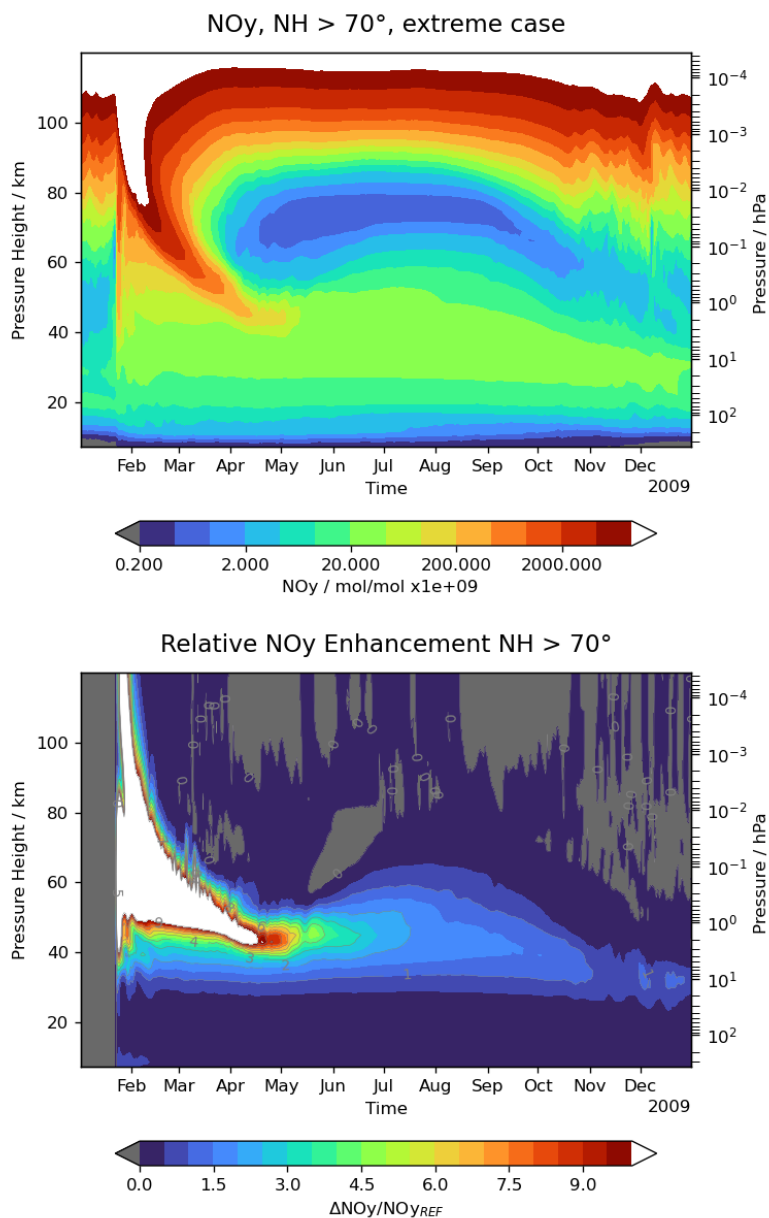 NOy, NH > 70°, extreme case
Pressure Height / km
100
80
60
40
20
10⁻⁴
10⁻³
10⁻²
10⁻¹
10⁰
10¹
10²
Pressure / hPa
Feb Mar Apr May Jun Jul Aug Sep Oct Nov Dec
Time
2009
0.200 2.000 20.000 200.000 2000.000
NOy / mol/mol x1e+09
Relative NOy Enhancement NH > 70°
Pressure Height / km
100
80
60
40
20
10⁻⁴
10⁻³
10⁻²
10⁻¹
10⁰
10¹
10²
Pressure / hPa
Feb Mar Apr May Jun Jul Aug Sep Oct Nov Dec
Time
2009
0.0 1.5 3.0 4.5 6.0 7.5 9.0
ΔNOy/NOy_REF